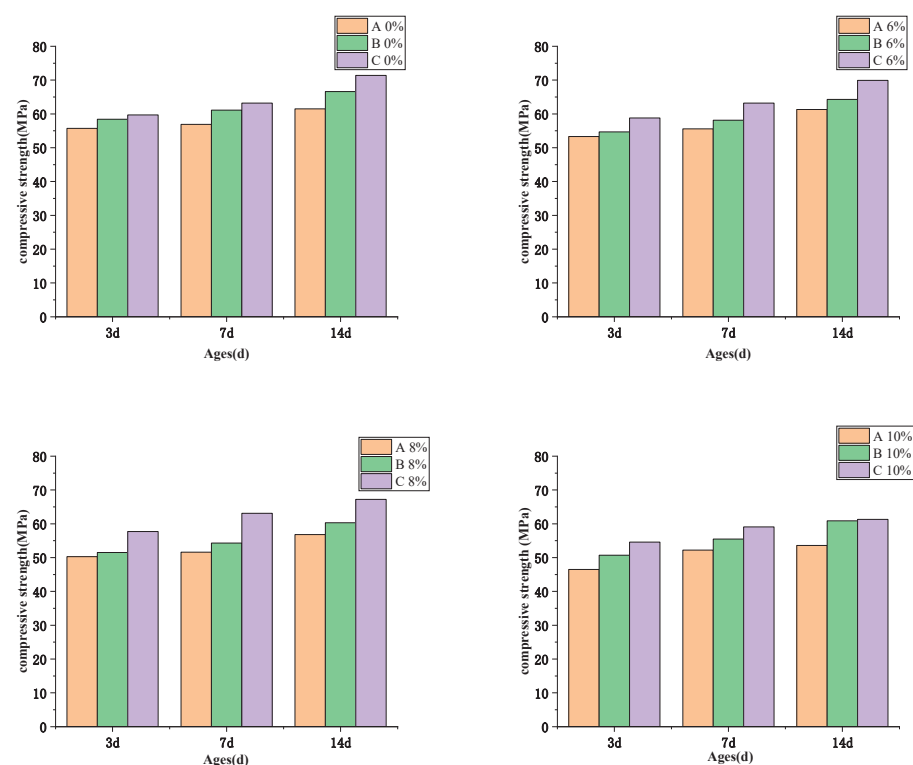 A 0%
B 0%
C 0%
80
70
60
50
40
30
20
10
0
compressive strength(MPa)
3d 7d 14d
Ages(d)
A 6%
B 6%
C 6%
80
70
60
50
40
30
20
10
0
compressive strength(MPa)
3d 7d 14d
Ages(d)
A 8%
B 8%
C 8%
80
70
60
50
40
30
20
10
0
compressive strength(MPa)
3d 7d 14d
Ages(d)
A 10%
B 10%
C 10%
80
70
60
50
40
30
20
10
0
compressive strength (MPa)
3d 7d 14d
Ages(d)